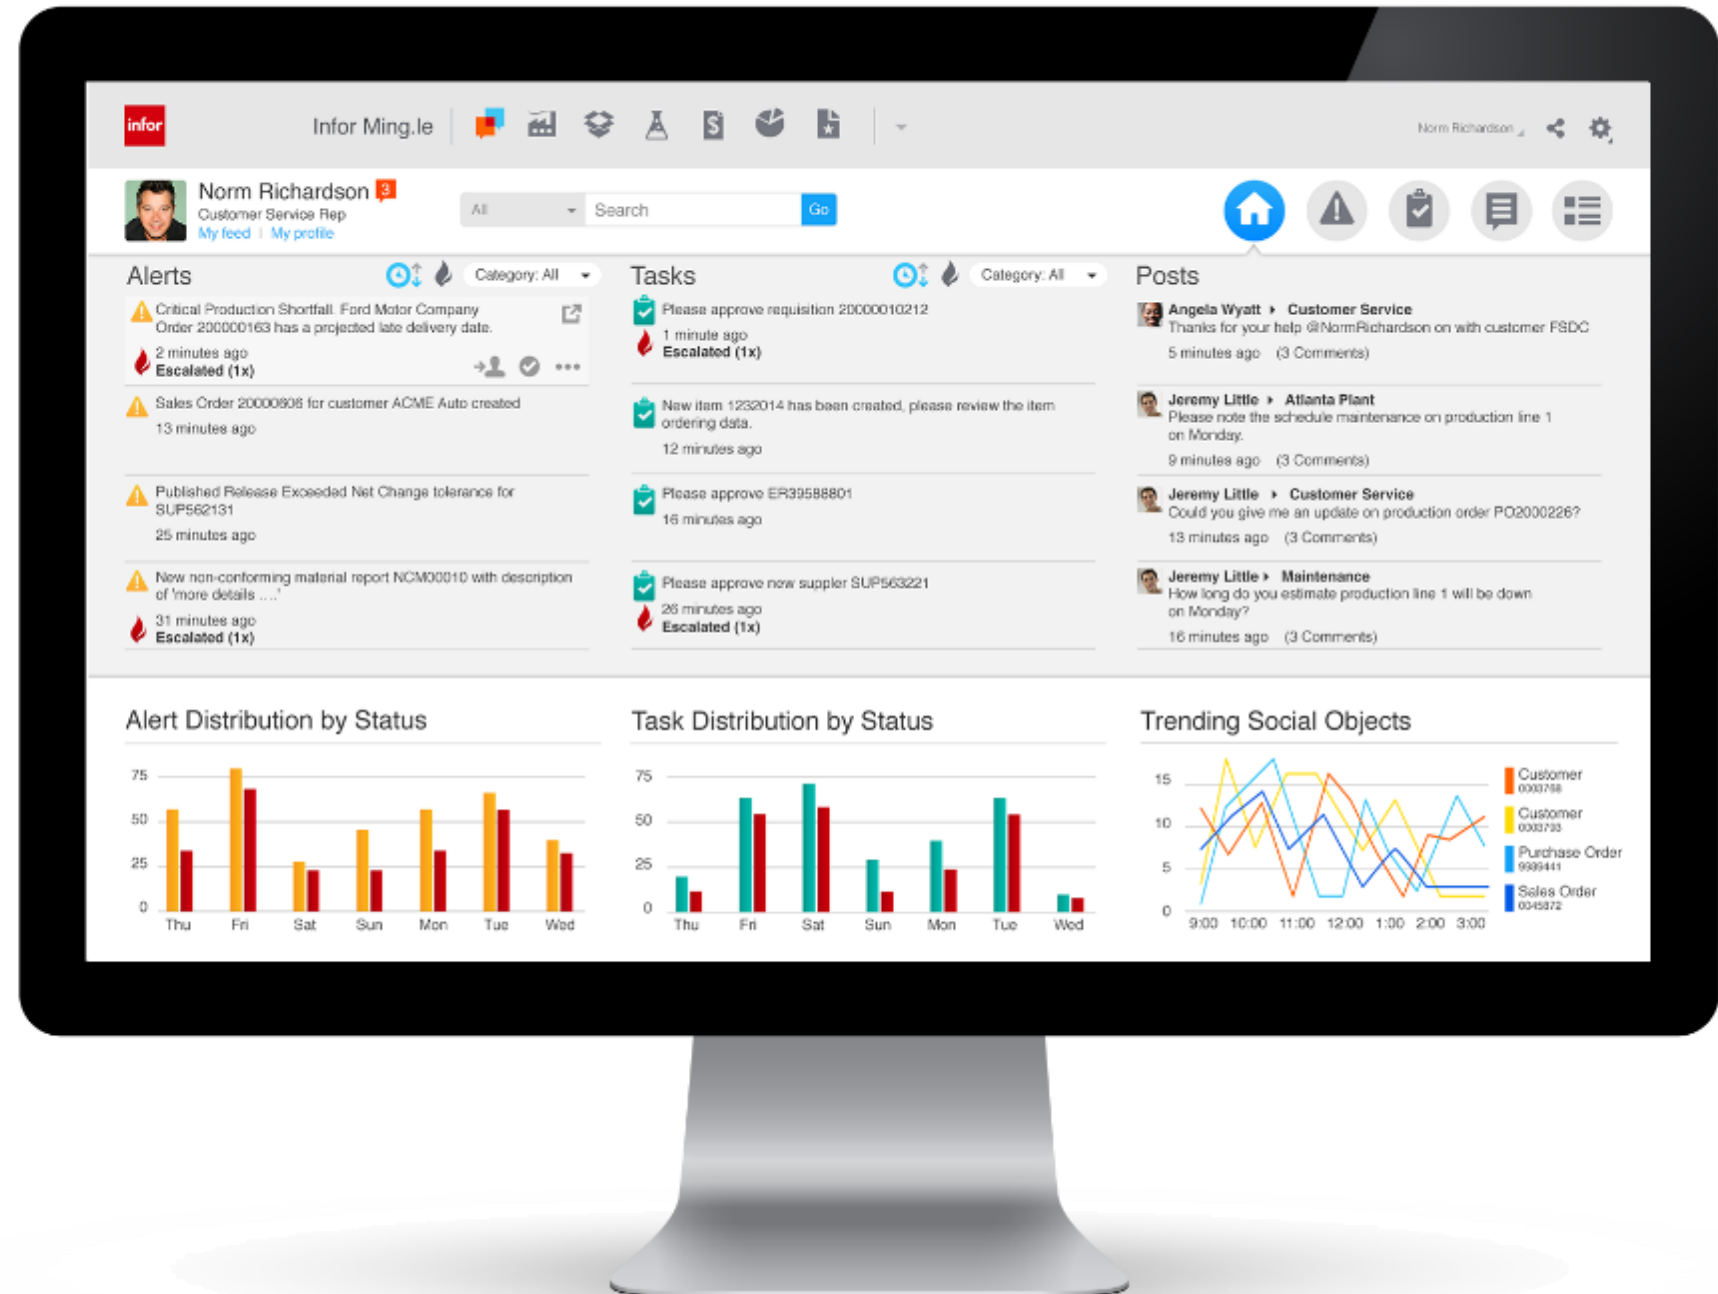 infor
Infor Ming.le
Norm Richardson
Norm Richardson 3
Customer Service Rep
My feed | My profile
All
Search
Go
Alerts
Category: All
Critical Production Shortfall. Ford Motor Company
Order 200000163 has a projected late delivery date.
2 minutes ago
Escalated (1x)
Sales Order 20000606 for customer ACME Auto created
13 minutes ago
Published Release Exceeded Net Change tolerance for
SUP562131
25 minutes ago
New non-conforming material report NCM00010 with description
of 'more details ....'
31 minutes ago
Escalated (1x)
Tasks
Category: All
Please approve requisition 20000010212
1 minute ago
Escalated (1x)
New item 1232014 has been created, please review the item
ordering data.
12 minutes ago
Please approve ER39588801
16 minutes ago
Please approve new suppler SUP563221
26 minutes ago
Escalated (1x)
Posts
Angela Wyatt Customer Service
Thanks for your help @NormRichardson on with customer FSDC
5 minutes ago (3 Comments)
Jeremy Little Atlanta Plant
Please note the schedule maintenance on production line 1
on Monday.
9 minutes ago (3 Comments)
Jeremy Little Customer Service
Could you give me an update on production order PO2000226?
13 minutes ago (3 Comments)
Jeremy Little Maintenance
How long do you estimate production line 1 will be down
on Monday?
16 minutes ago (3 Comments)
Alert Distribution by Status
75
50
25
0
Thu Fri Sat Sun Mon Tue Wed
Task Distribution by Status
75
50
25
0
Thu Fri Sat Sun Mon Tue Wed
Trending Social Objects
15
10
5
0
9:00 10:00 11:00 12:00 1:00 2:00 3:00
Customer
0003768
Customer
0003793
Purchase Order
9989441
Sales Order
0045872